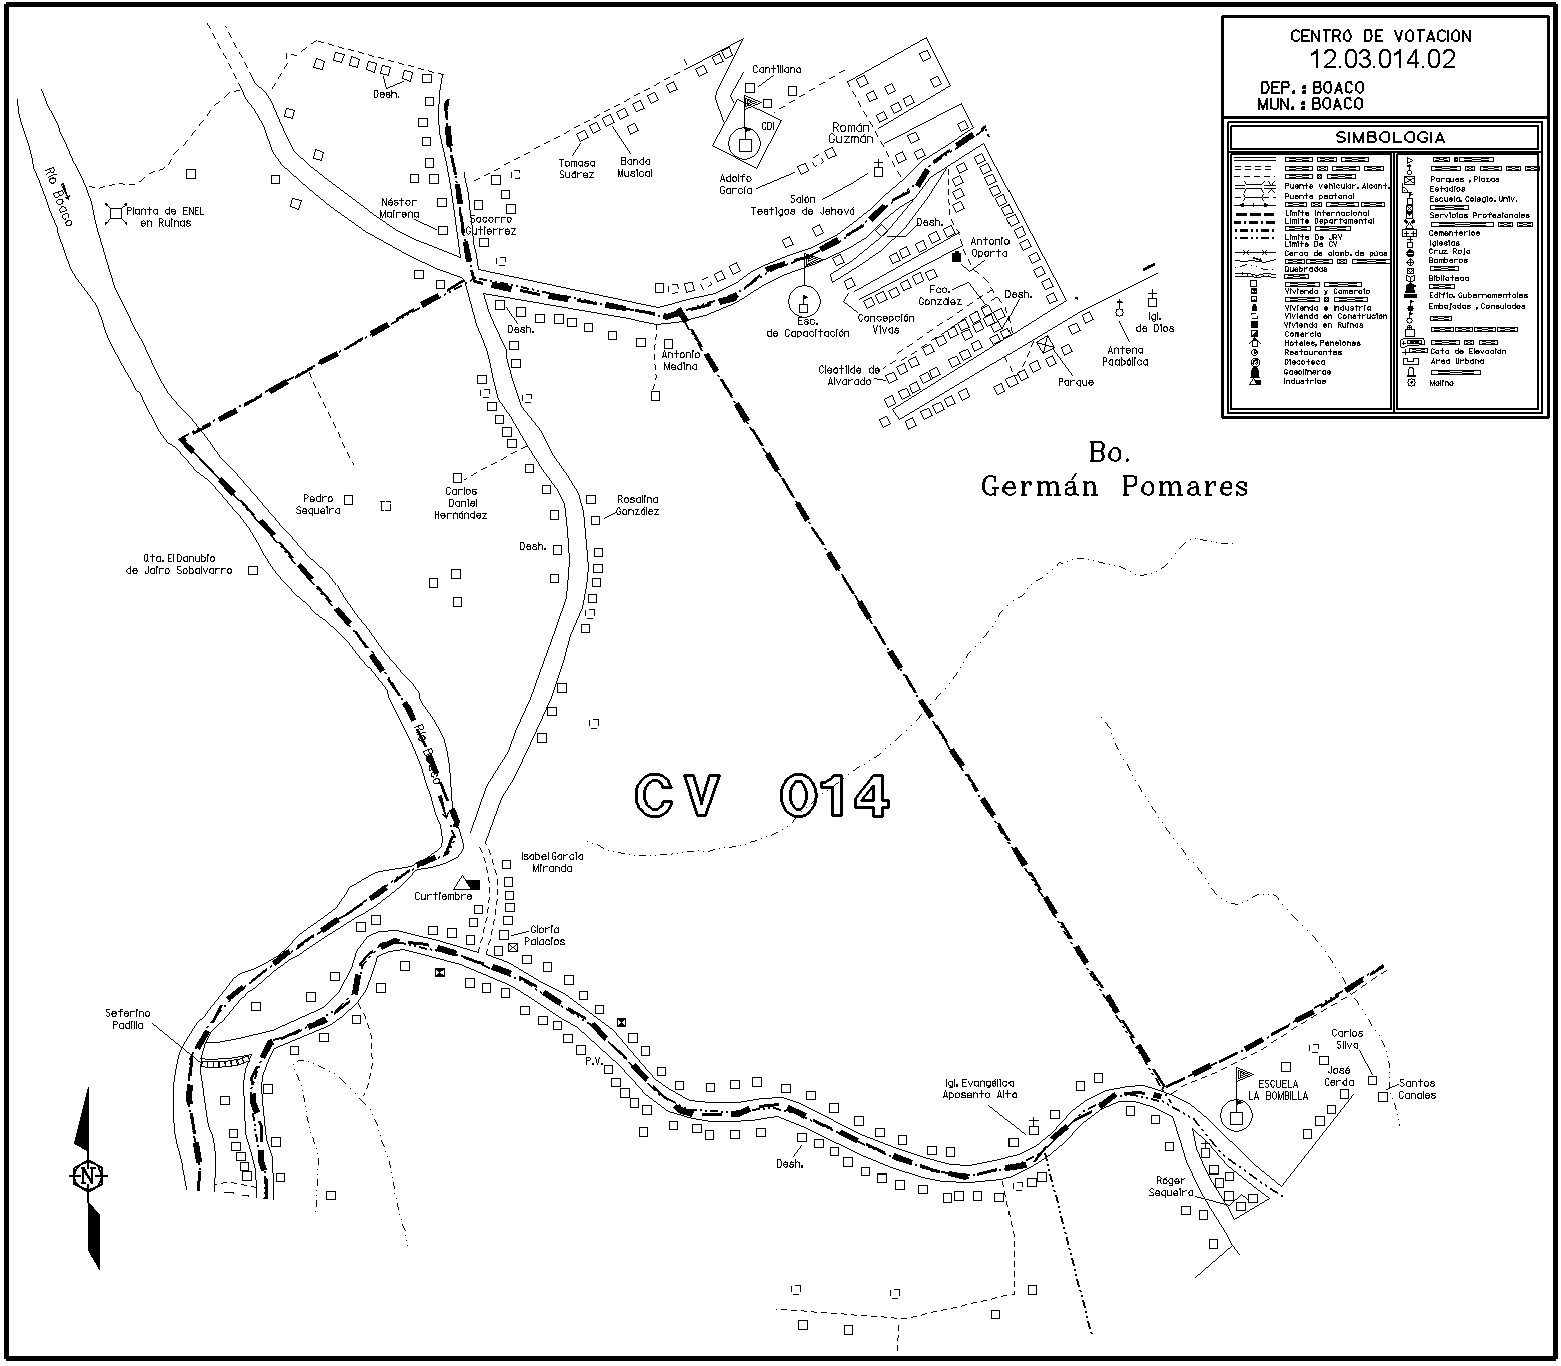 CENTRO DE VOTACION
12.03.014.02
DEP.: BOACO
MUN.: BOACO
SIMBOLOGIA
Puente vehicular. Alcant.
Puente peatonal
Límite Internacional
Límite Departamental
Límite De JRV
Límite De CV
Cerca de alamb. de púas
Quebradas
Vivienda y Comercio
Vivienda e Industria
Vivienda en Construción
Vivienda en Ruinas
Comercio
Hoteles, Pensiones
Restaurantes
Discoteca
Gasolineras
Industrias
Parques , Plazas
Estadios
Escuela. Colegio. Univ.
Servicios Profesionales
Cementerios
Iglesias
Cruz Roja
Bomberos
Biblioteca
Edific. Gubernamentales
Embajadas , Consulados
Cota de Elevación
Area Urbana
Molino
Desh.
Cantillana
CDI
Román
Guzmán
Tomasa
Suárez
Banda
Musical
Adolfo
García
Salón
Testigos de Jehová
Río Boaco
Planta de ENEL
en Ruinas
Néstor
Mairena
Socorro
Gutierrez
Desh.
Antonio
Oporta
Fco.
González
Desh.
Concepción
Vivas
Esc.
de Capacitación
Desh.
Antonio
Medina
Igl.
de Dios
Antena
Paabólica
Cleotilde de
Alvarado
Parque
Bo.
Germán Pomares
Pedro
Sequeira
Carlos
Daniel
Hernández
Rosalina
González
Desh.
Qta. El Danubio
de Jairo Sobalvarro
Río Boaco
CV 014
Isabel García
Miranda
Curtiembre
Gloria
Palacios
Seferino
Padilla
P.V.
Carlos
Silva
José
Cerda
Santos
Canales
ESCUELA
LA BOMBILLA
Igl. Evangélica
Aposento Alto
Desh.
Róger
Sequeira
N